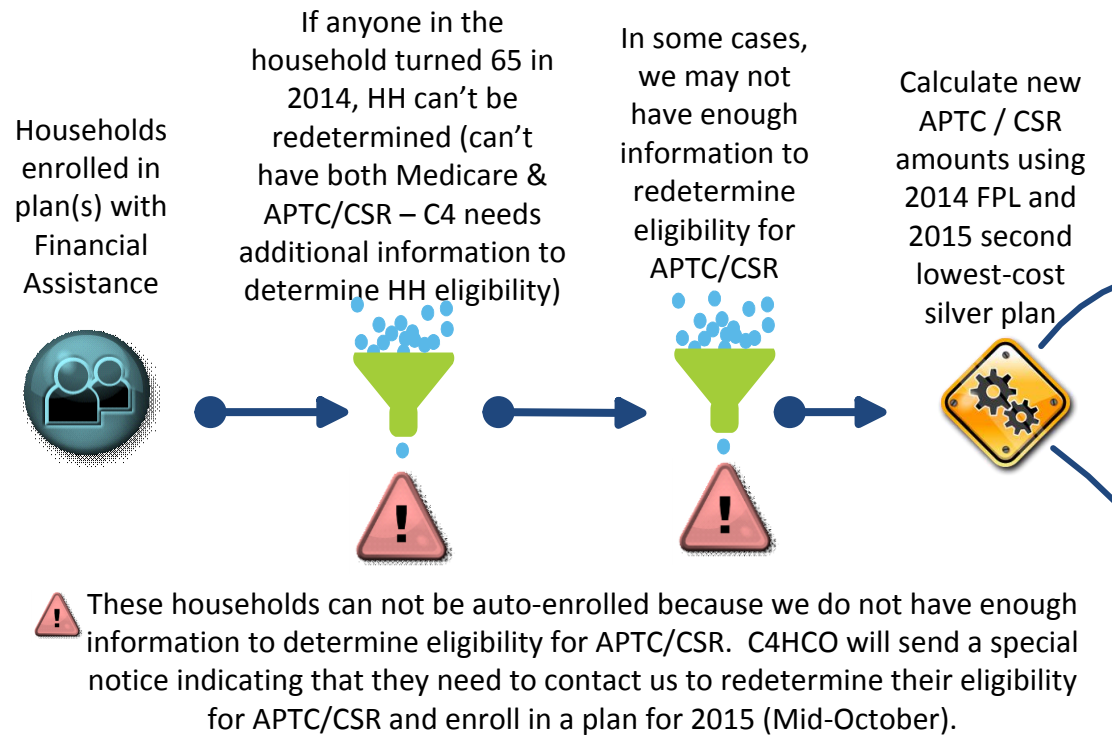 Households
enrolled in
plan(s) with
Financial
Assistance
If anyone in the
household turned 65 in
2014, HH can’t be
redetermined (can’t
have both Medicare &
APTC/CSR – C4 needs
additional information to
determine HH eligibility)
In some cases,
we may not
have enough
information to
redetermine
eligibility for
APTC/CSR
Calculate new
APTC / CSR
amounts using
2014 FPL and
2015 second
lowest-cost
silver plan
!
!
! These households can not be auto-enrolled because we do not have enough
information to determine eligibility for APTC/CSR.  C4HCO will send a special
notice indicating that they need to contact us to redetermine their eligibility
for APTC/CSR and enroll in a plan for 2015 (Mid-October).